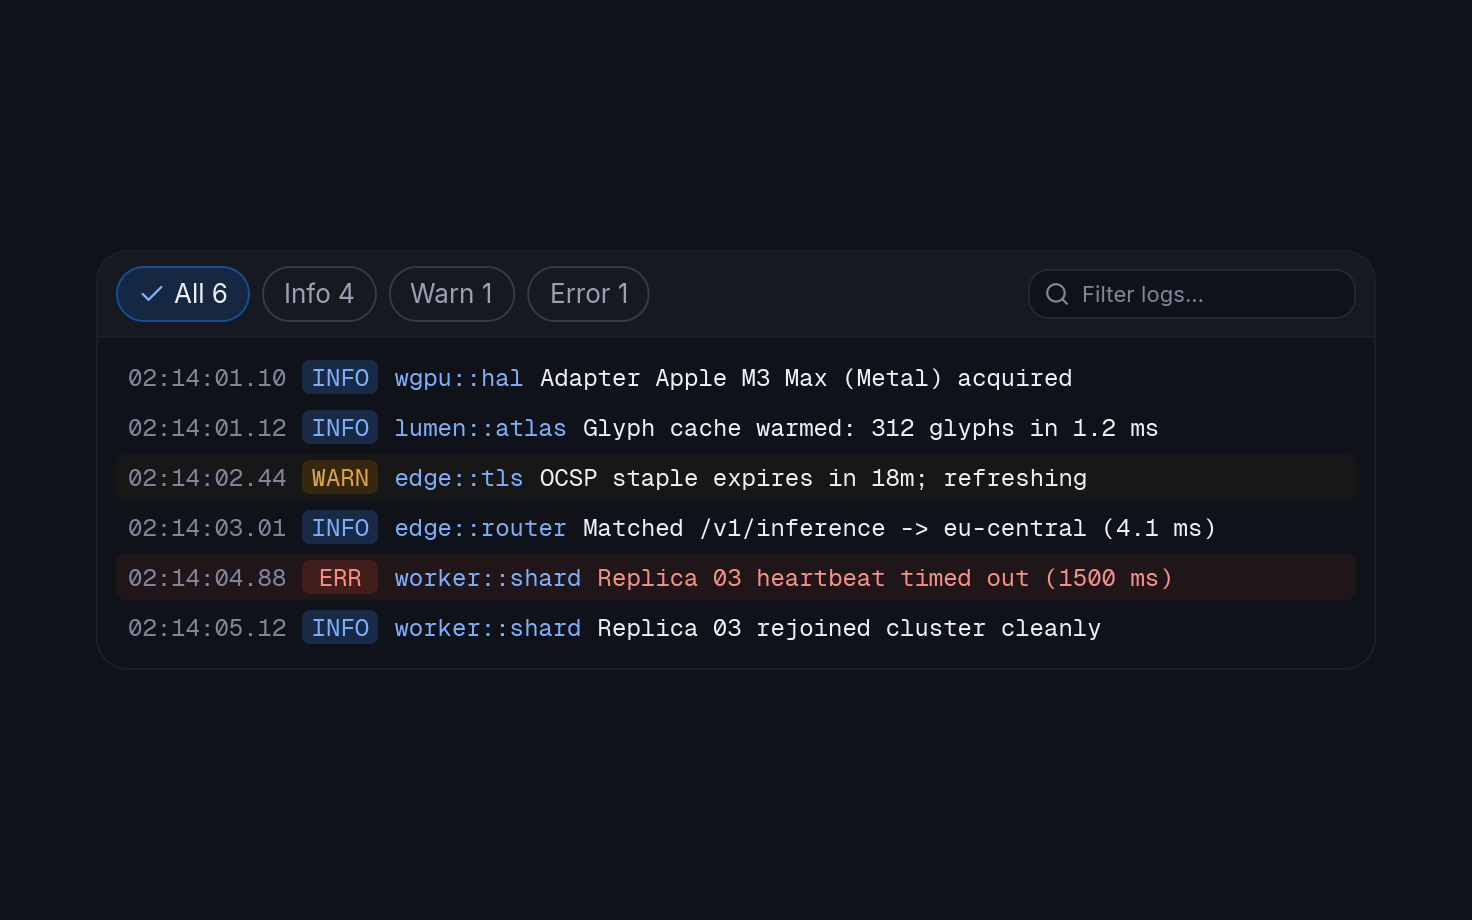 All 6 Info 4 Warn 1 Error 1 Filter logs...
02:14:01.10 INFO wgpu::hal Adapter Apple M3 Max (Metal) acquired
02:14:01.12 INFO lumen::atlas Glyph cache warmed: 312 glyphs in 1.2 ms
02:14:02.44 WARN edge::tls OCSP staple expires in 18m; refreshing
02:14:03.01 INFO edge::router Matched /v1/inference -> eu-central (4.1 ms)
02:14:04.88 ERR worker::shard Replica 03 heartbeat timed out (1500 ms)
02:14:05.12 INFO worker::shard Replica 03 rejoined cluster cleanly